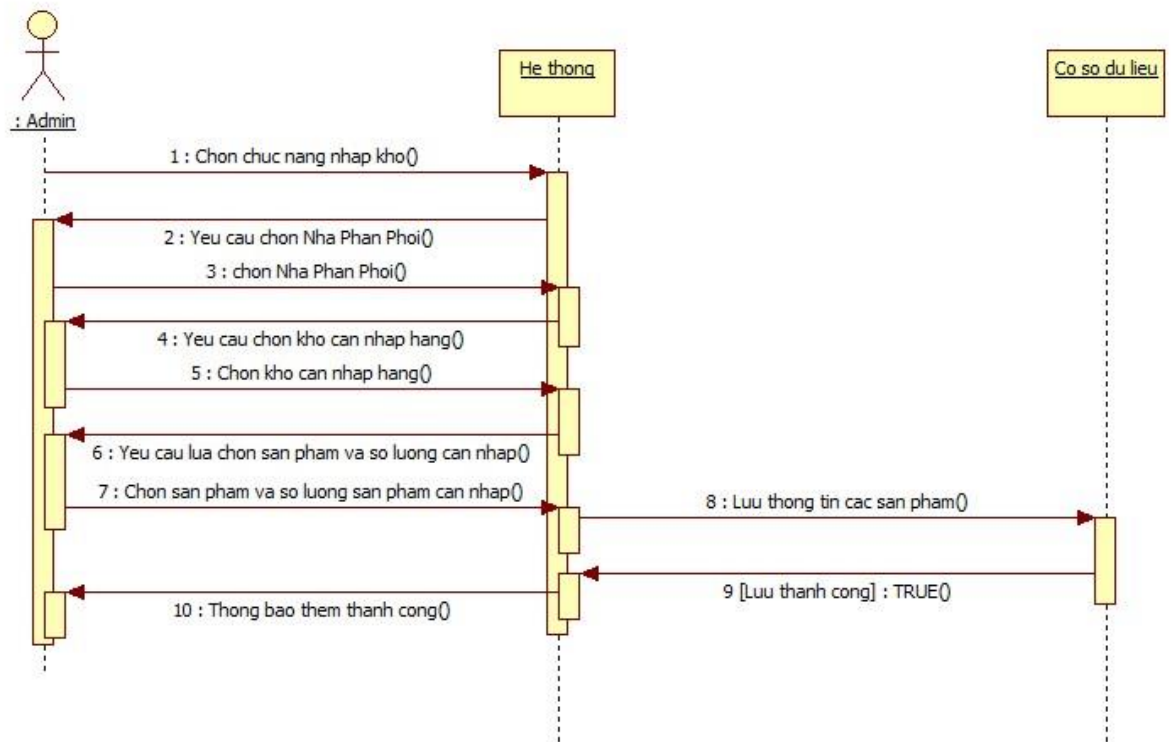 He thong
Co so du lieu
: Admin
1 : Chon chuc nang nhap kho()
2 : Yeu cau chon Nha Phan Phoi()
3 : chon Nha Phan Phoi()
4 : Yeu cau chon kho can nhap hang()
5 : Chon kho can nhap hang()
6 : Yeu cau lua chon san pham va so luong can nhap()
7 : Chon san pham va so luong san pham can nhap()
8 : Luu thong tin cac san pham()
9 [Luu thanh cong] : TRUE()
10 : Thong bao them thanh cong()